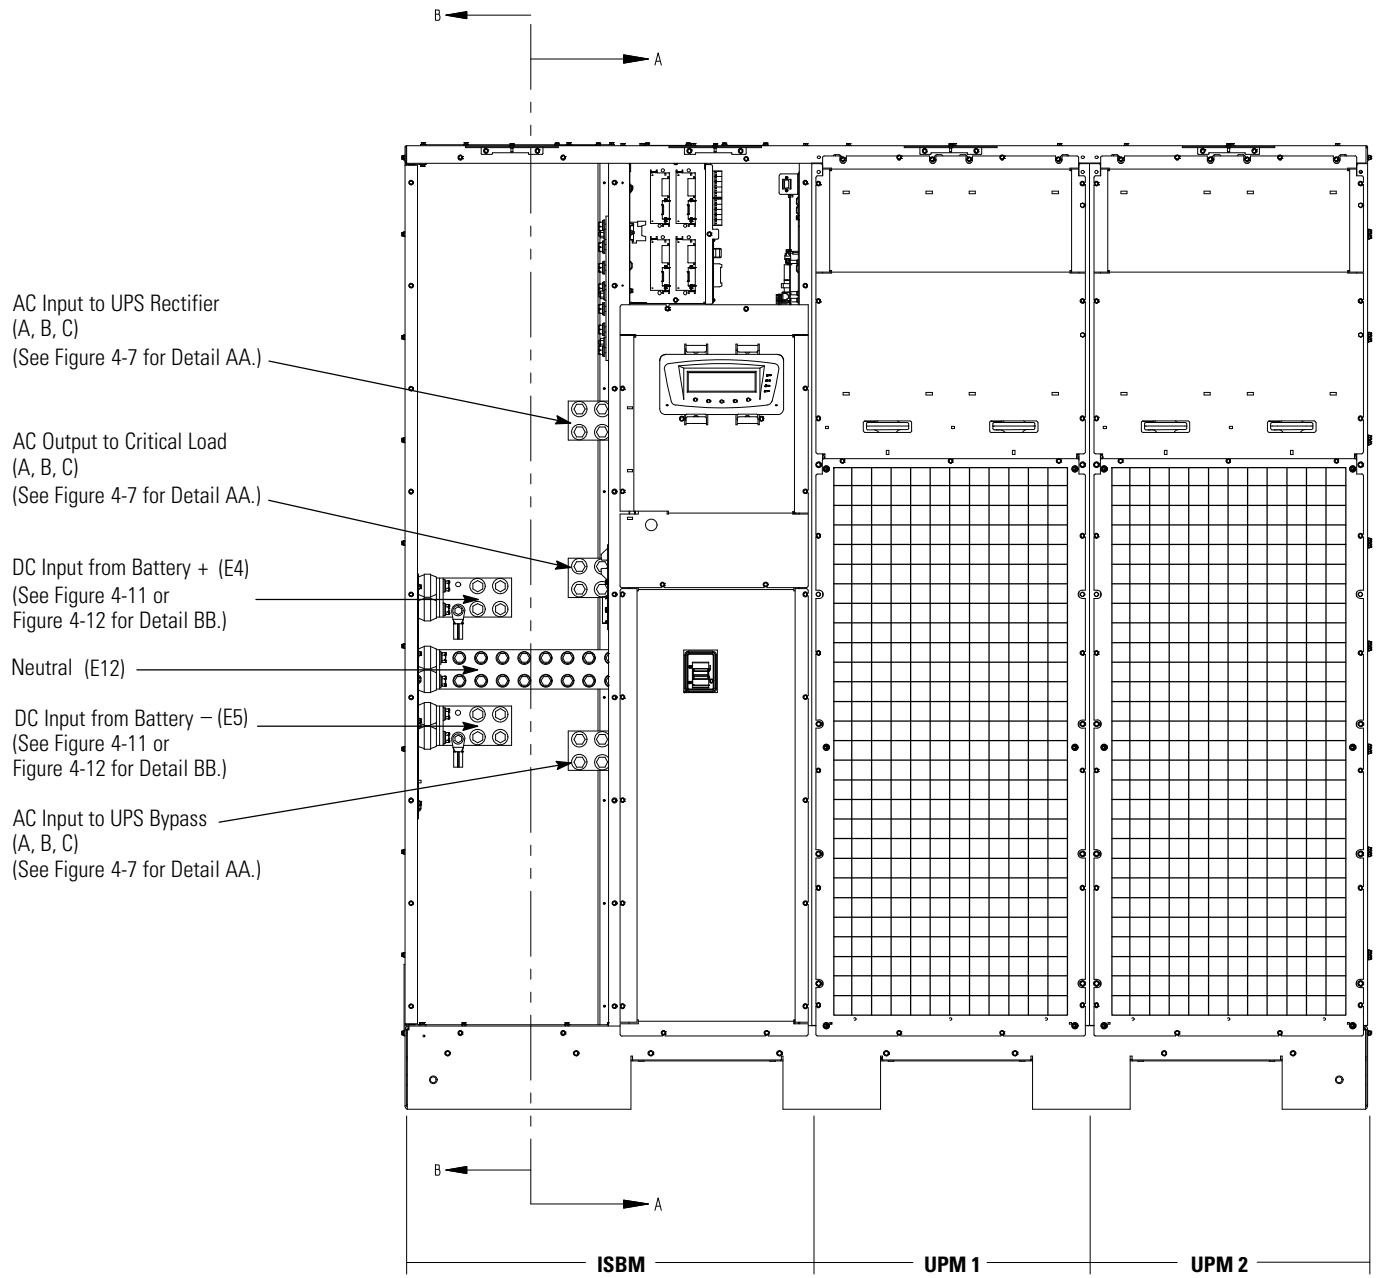 B
A
AC Input to UPS Rectifier
(A, B, C)
(See Figure 4-7 for Detail AA.)
AC Output to Critical Load
(A, B, C)
(See Figure 4-7 for Detail AA.)
DC Input from Battery + (E4)
(See Figure 4-11 or
Figure 4-12 for Detail BB.)
Neutral (E12)
DC Input from Battery – (E5)
(See Figure 4-11 or
Figure 4-12 for Detail BB.)
AC Input to UPS Bypass
(A, B, C)
(See Figure 4-7 for Detail AA.)
B
A
ISBM
UPM 1
UPM 2